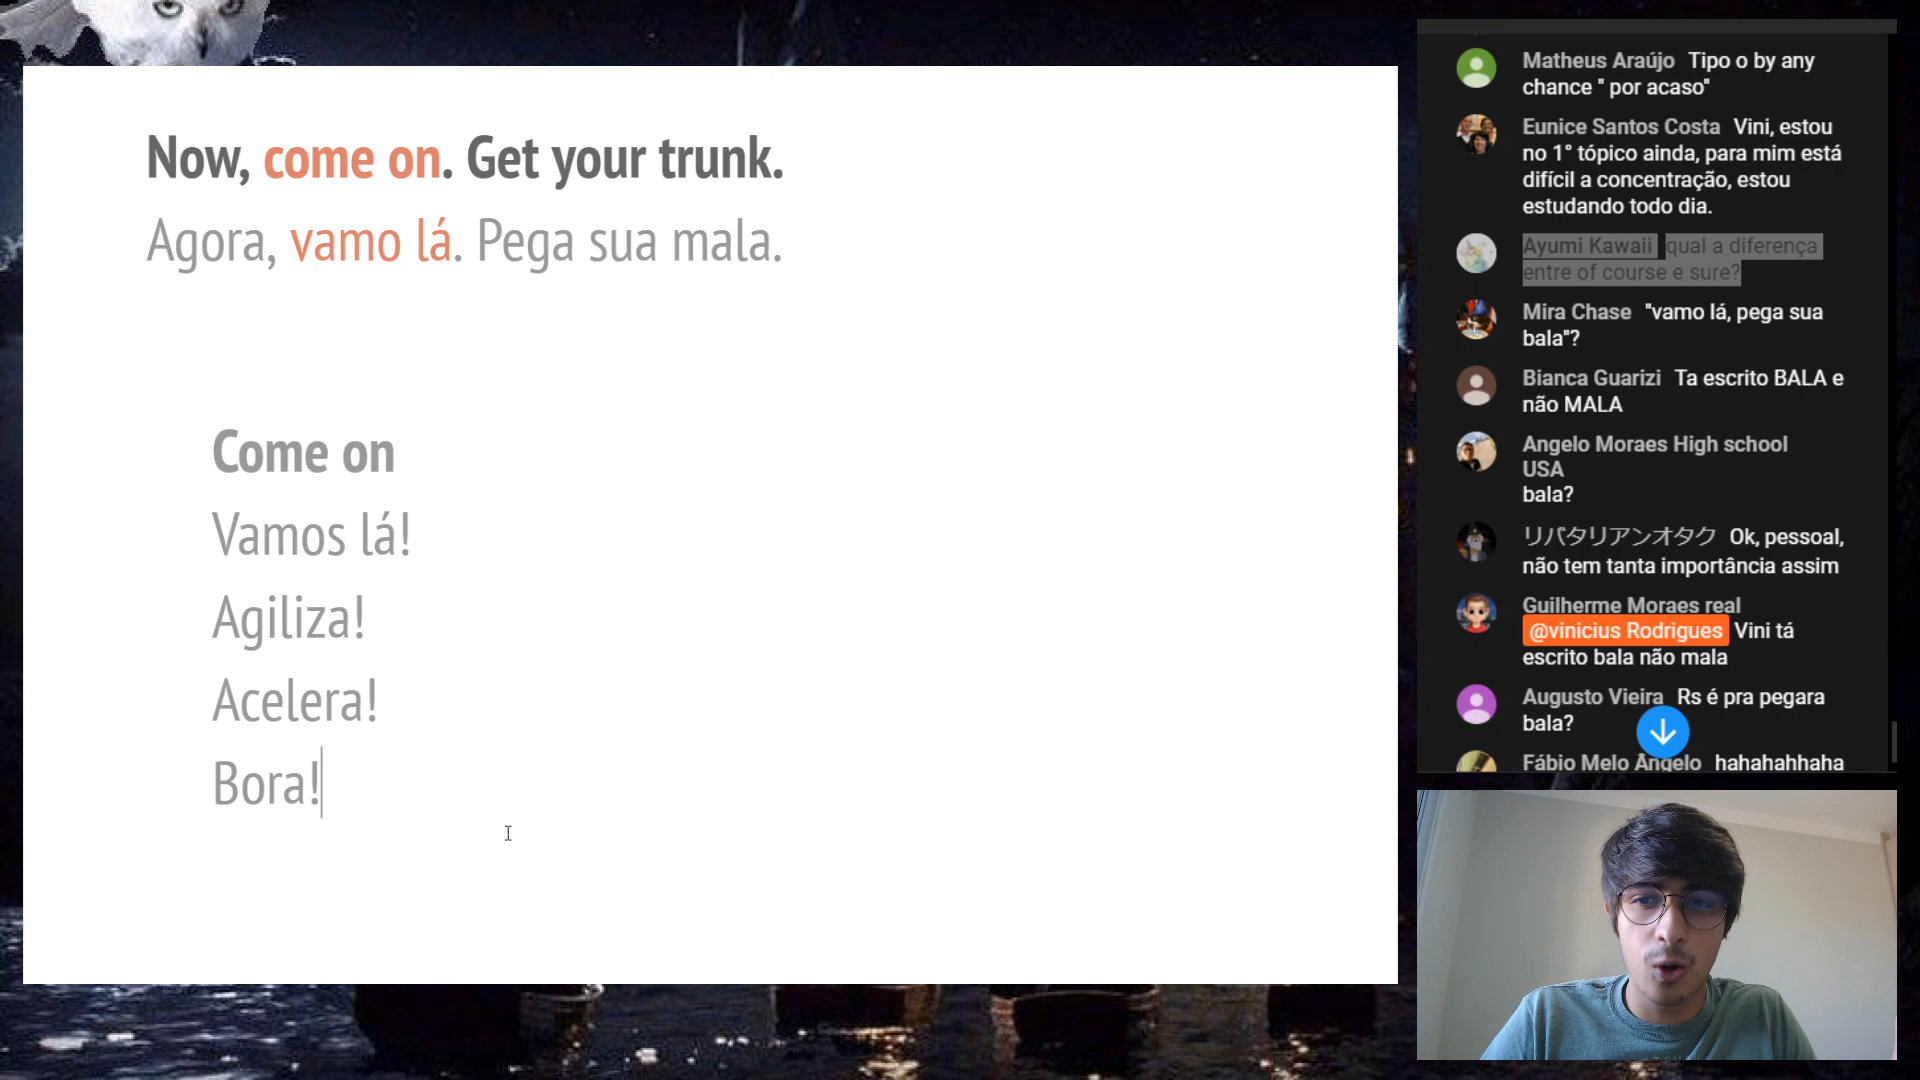 Now, come on. Get your trunk.
Agora, vamo lá. Pega sua mala.
Come on
Vamos lá!
Agiliza!
Acelera!
Bora!
Matheus Araújo Tipo o by any
chance " por acaso"
Eunice Santos Costa Vini, estou
no 1° tópico ainda, para mim está
difícil a concentração, estou
estudando todo dia.
Ayumi Kawaii qual a diferença
entre of course e sure?
Mira Chase "vamo lá, pega sua
bala"?
Bianca Guarizi Ta escrito BALA e
não MALA
Angelo Moraes High school
USA
bala?
リバタリアンオタク Ok, pessoal,
não tem tanta importância assim
Guilherme Moraes real
@vinicius Rodrigues Vini tá
escrito bala não mala
Augusto Vieira Rs é pra pegara
bala?
Fábio Melo Angelo hahahahhaha